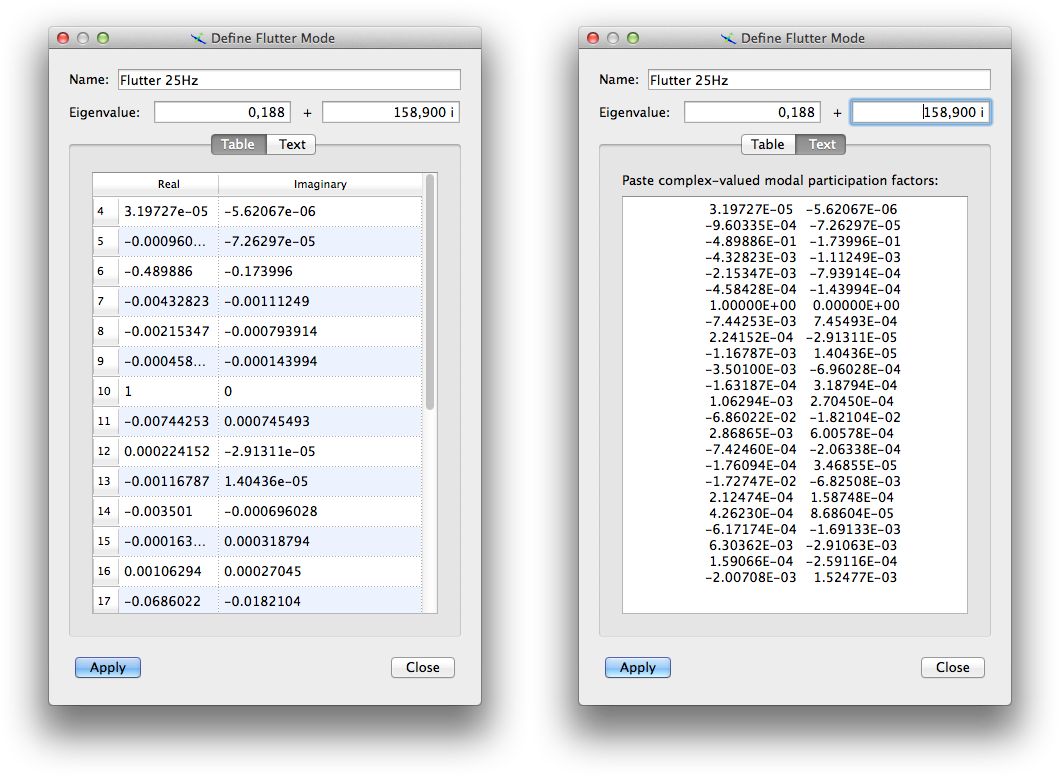 Define Flutter Mode
Name: Flutter 25Hz
Eigenvalue: 0,188 + 158,900 i
Table Text
Real Imaginary
4 3.19727e-05 -5.62067e-06
5 -0.000960... -7.26297e-05
6 -0.489886 -0.173996
7 -0.00432823 -0.00111249
8 -0.00215347 -0.000793914
9 -0.000458... -0.000143994
10 1 0
11 -0.00744253 0.000745493
12 0.000224152 -2.91311e-05
13 -0.00116787 1.40436e-05
14 -0.003501 -0.000696028
15 -0.000163... 0.000318794
16 0.00106294 0.00027045
17 -0.0686022 -0.0182104
Apply Close
Define Flutter Mode
Name: Flutter 25Hz
Eigenvalue: 0,188 + 158,900 i
Table Text
Paste complex-valued modal participation factors:
3.19727E-05 -5.62067E-06
-9.60335E-04 -7.26297E-05
-4.89886E-01 -1.73996E-01
-4.32823E-03 -1.11249E-03
-2.15347E-03 -7.93914E-04
-4.58428E-04 -1.43994E-04
1.00000E+00 0.00000E+00
-7.44253E-03 7.45493E-04
2.24152E-04 -2.91311E-05
-1.16787E-03 1.40436E-05
-3.50100E-03 -6.96028E-04
-1.63187E-04 3.18794E-04
1.06294E-03 2.70450E-04
-6.86022E-02 -1.82104E-02
2.86865E-03 6.00578E-04
-7.42460E-04 -2.06338E-04
-1.76094E-04 3.46855E-05
-1.72747E-02 -6.82508E-03
2.12474E-04 1.58748E-04
4.26230E-04 8.68604E-05
-6.17174E-04 -1.69133E-03
6.30362E-03 -2.91063E-03
1.59066E-04 -2.59116E-04
-2.00708E-03 1.52477E-03
Apply Close